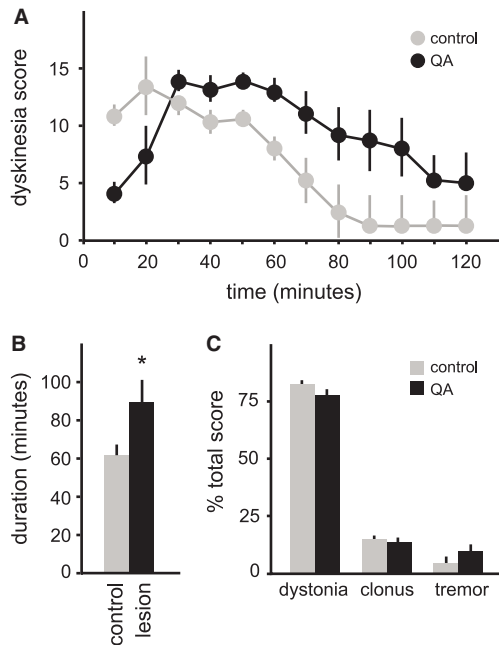 A
control
QA
dyskinesia score
15
10
5
0
0 20 40 60 80 100 120
time (minutes)
B
*
duration (minutes)
100
80
60
40
20
0
control
lesion
C
control
QA
% total score
75
50
25
0
dystonia clonus tremor